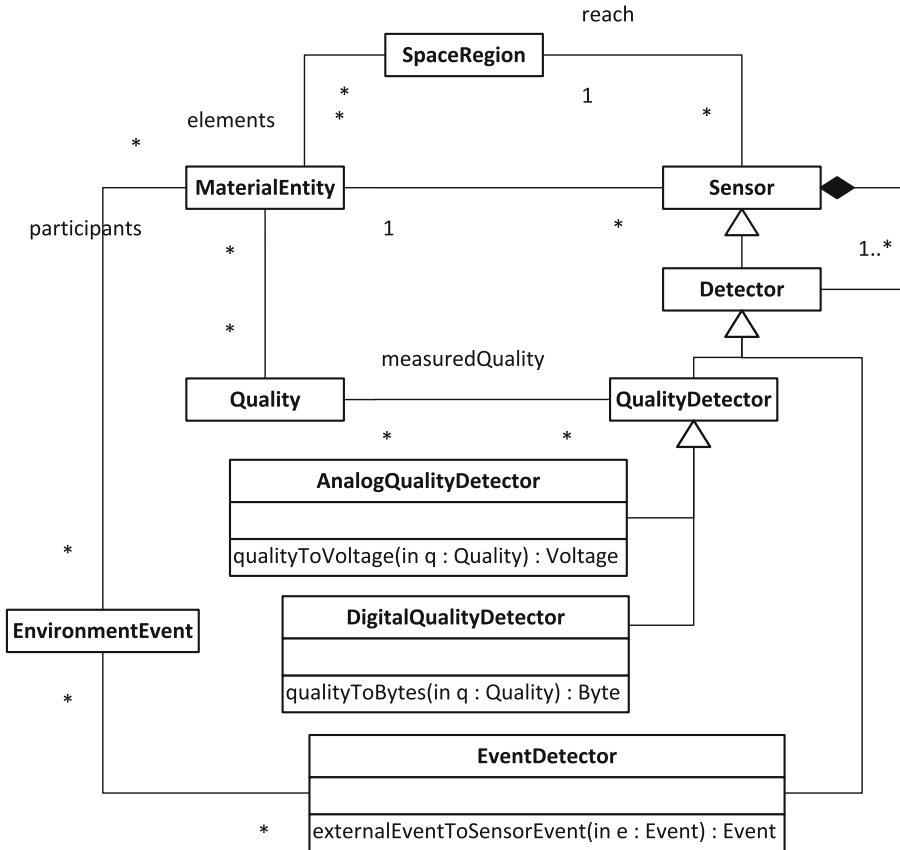 reach
SpaceRegion
*
*
1
*
elements
*
MaterialEntity
Sensor
participants
1
*
*
1..*
Detector
*
measuredQuality
Quality
QualityDetector
*
*
AnalogQualityDetector
qualityToVoltage(in q : Quality) : Voltage
*
DigitalQualityDetector
EnvironmentEvent
qualityToBytes(in q : Quality) : Byte
*
EventDetector
*
externalEventToSensorEvent(in e : Event) : Event